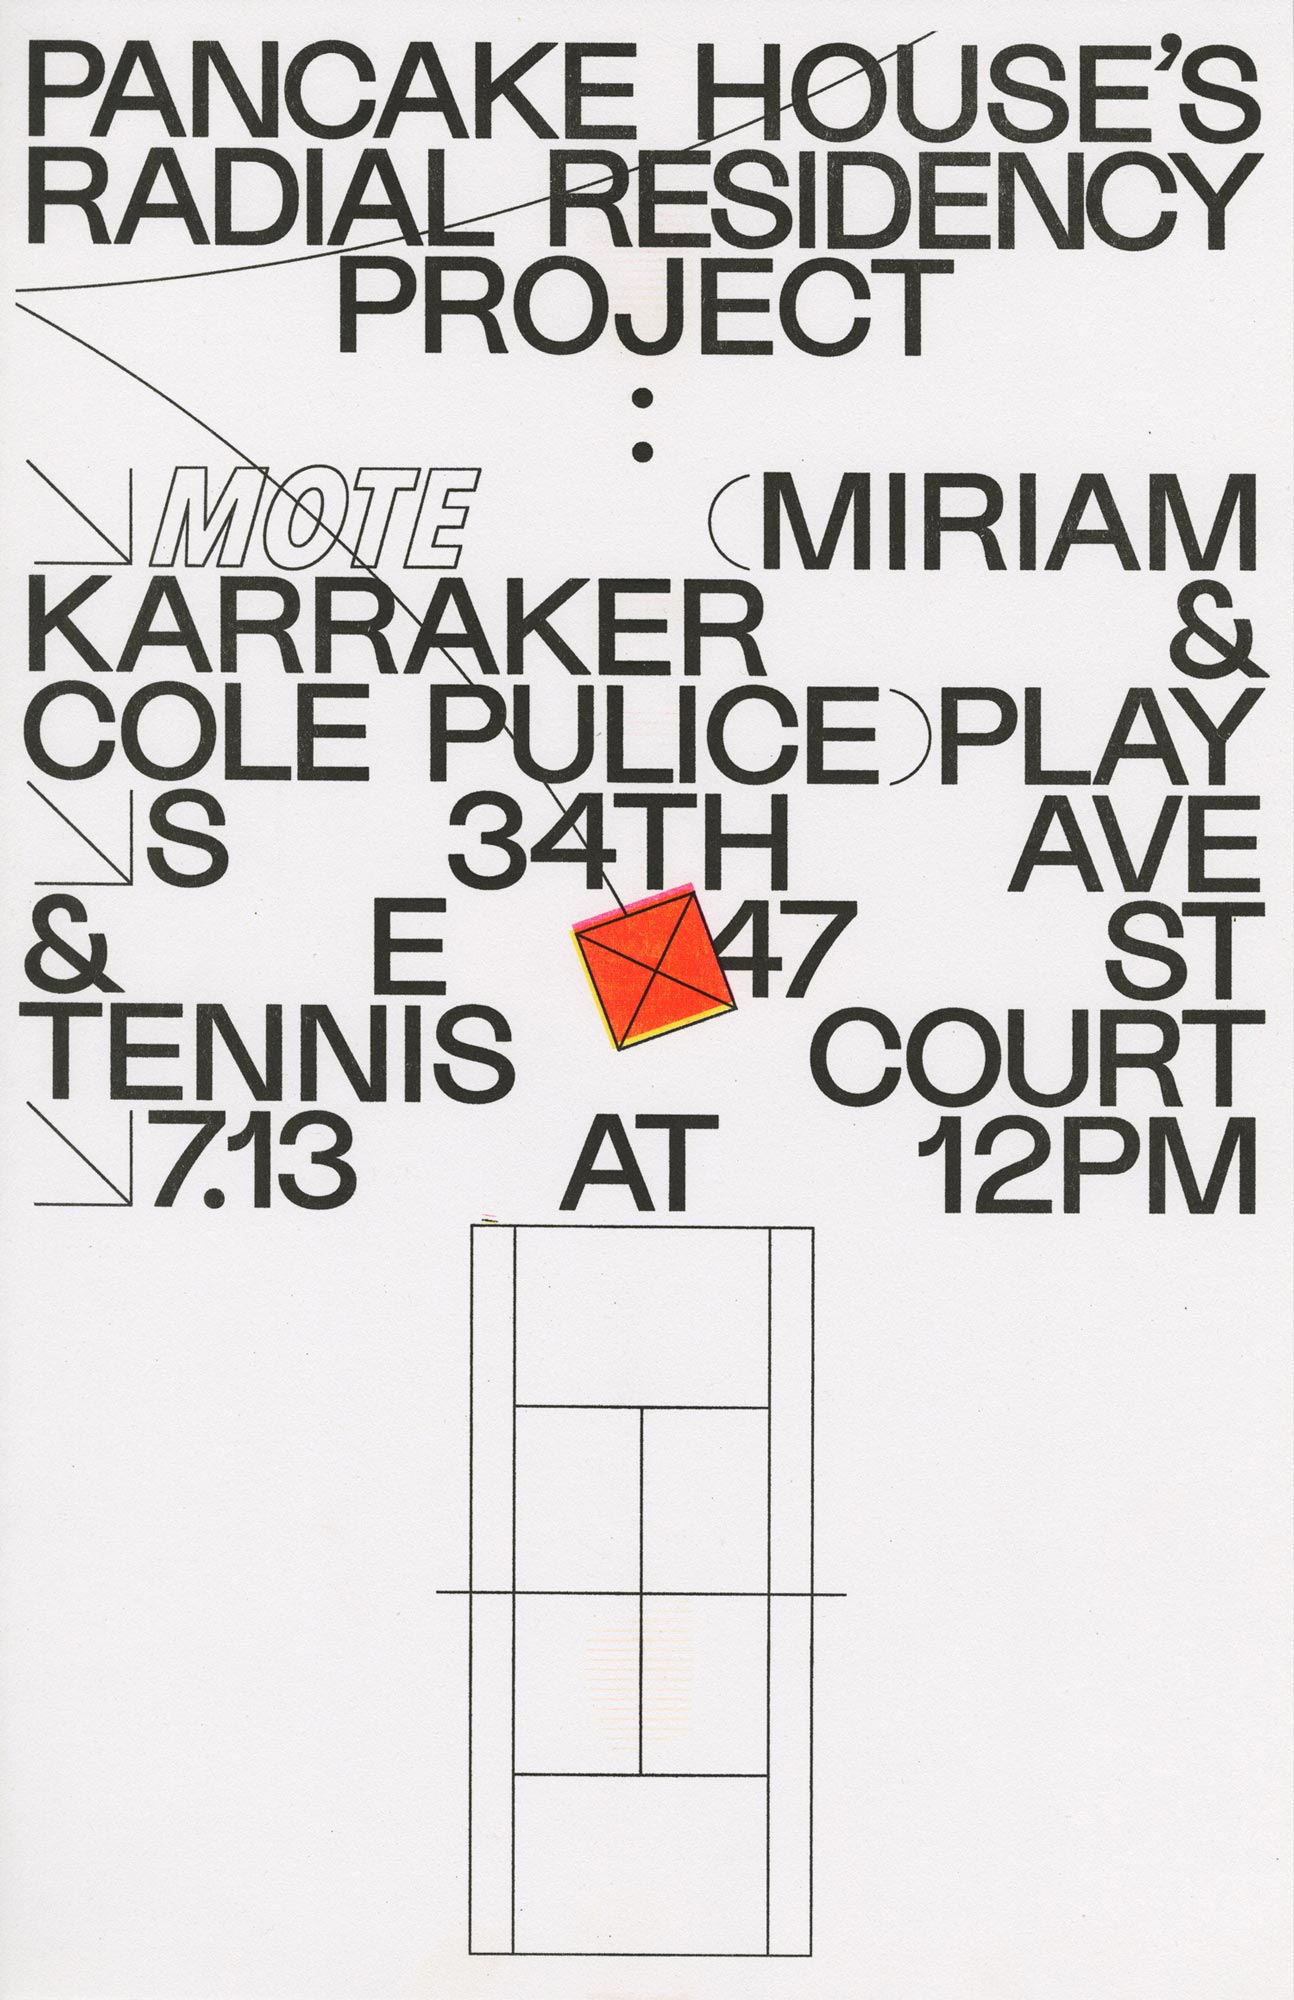 PANCAKE HOUSE'S
RADIAL RESIDENCY
PROJECT
:
MOTE (MIRIAM
KARRAKER &
COLE PULICE) PLAY
S 34TH AVE
& E 47 ST
TENNIS COURT
7.13 AT 12PM